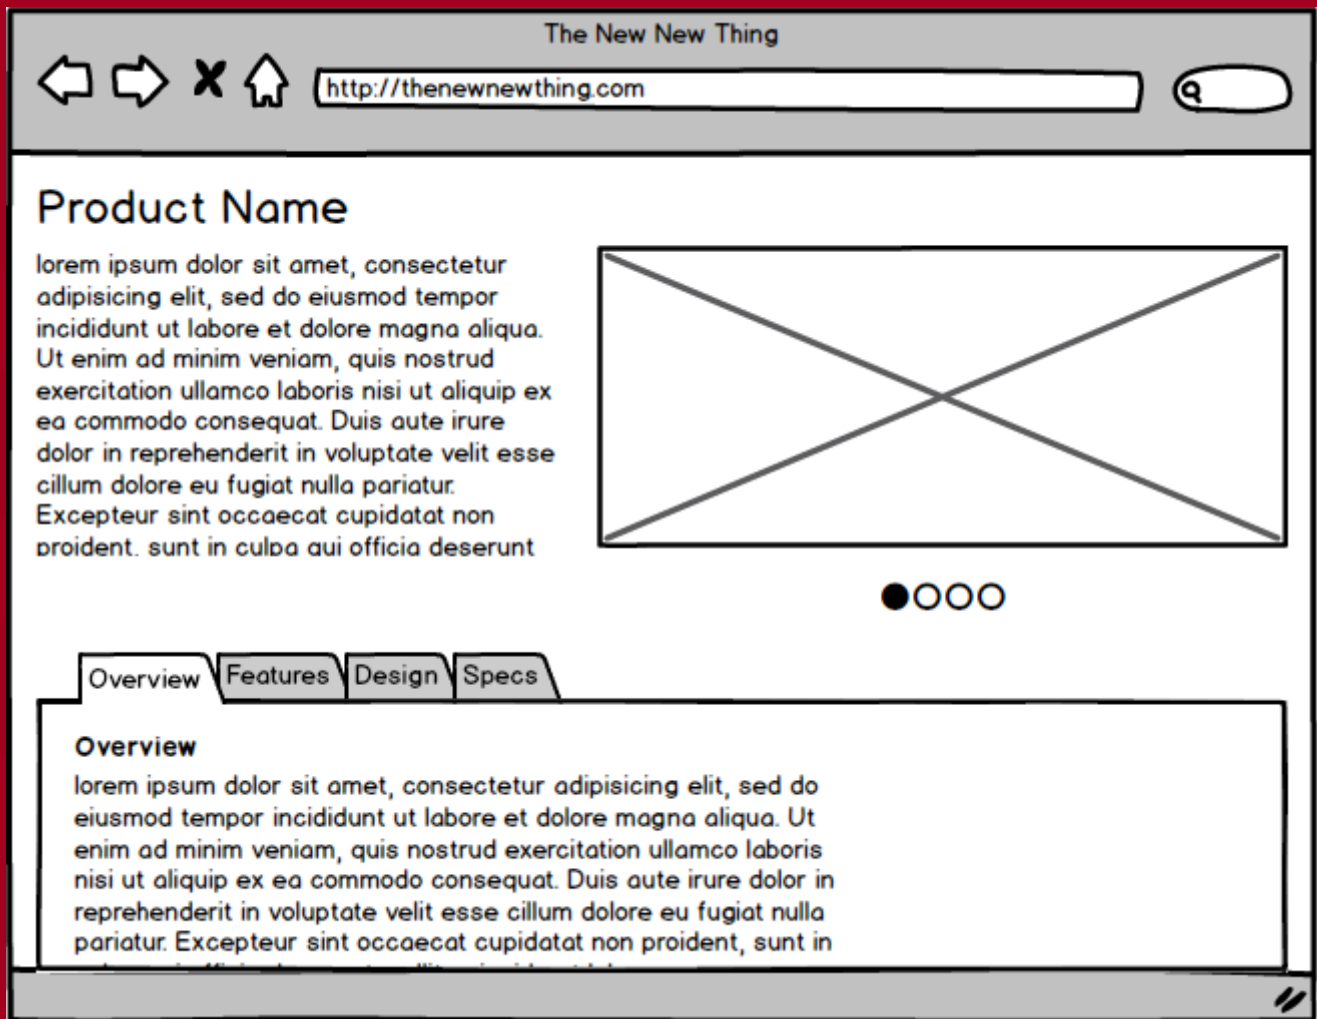 The New New Thing
http://thenewnewthing.com
Product Name
lorem ipsum dolor sit amet, consectetur
adipisicing elit, sed do eiusmod tempor
incididunt ut labore et dolore magna aliqua.
Ut enim ad minim veniam, quis nostrud
exercitation ullamco laboris nisi ut aliquip ex
ea commodo consequat. Duis aute irure
dolor in reprehenderit in voluptate velit esse
cillum dolore eu fugiat nulla pariatur.
Excepteur sint occaecat cupidatat non
proident, sunt in culpa qui officia deserunt
Overview Features Design Specs
Overview
lorem ipsum dolor sit amet, consectetur adipisicing elit, sed do
eiusmod tempor incididunt ut labore et dolore magna aliqua. Ut
enim ad minim veniam, quis nostrud exercitation ullamco laboris
nisi ut aliquip ex ea commodo consequat. Duis aute irure dolor in
reprehenderit in voluptate velit esse cillum dolore eu fugiat nulla
pariatur. Excepteur sint occaecat cupidatat non proident, sunt in